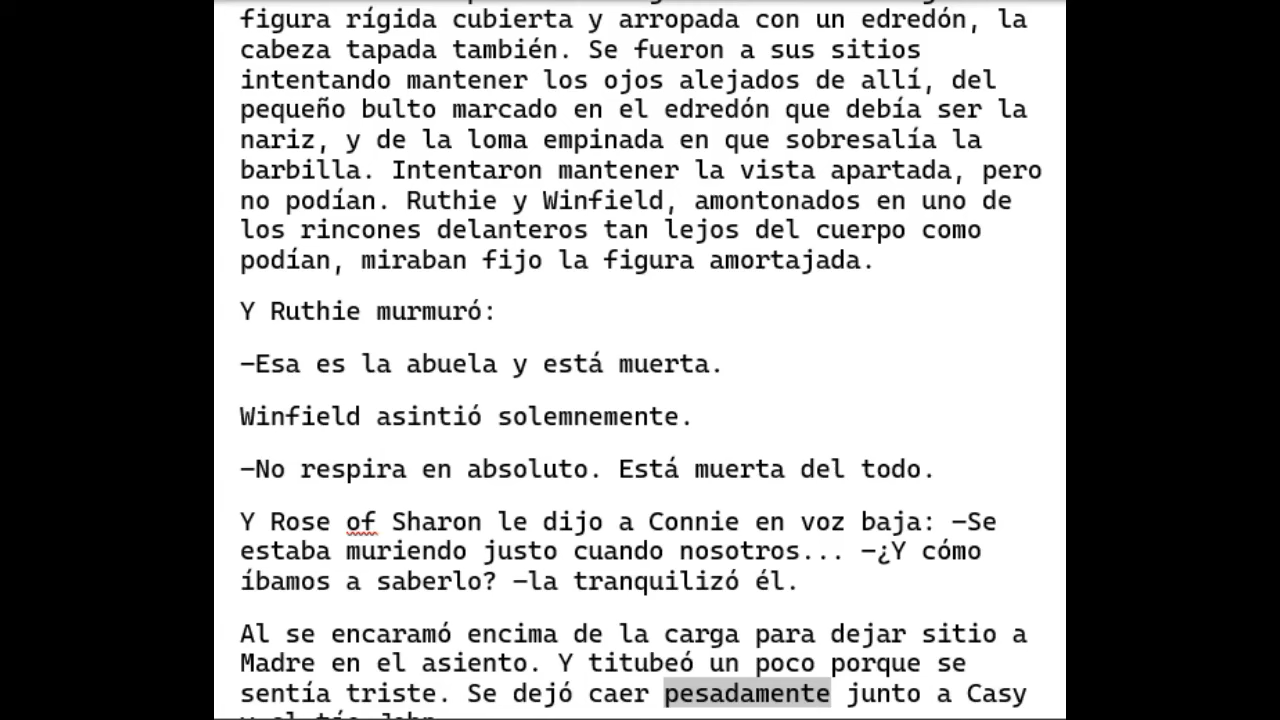 figura rígida cubierta y arropada con un edredón, la
cabeza tapada también. Se fueron a sus sitios
intentando mantener los ojos alejados de allí, del
pequeño bulto marcado en el edredón que debía ser la
nariz, y de la loma empinada en que sobresalía la
barbilla. Intentaron mantener la vista apartada, pero
no podían. Ruthie y Winfield, amontonados en uno de
los rincones delanteros tan lejos del cuerpo como
podían, miraban fijo la figura amortajada.
Y Ruthie murmuró:
—Esa es la abuela y está muerta.
Winfield asintió solemnemente.
—No respira en absoluto. Está muerta del todo.
Y Rose of Sharon le dijo a Connie en voz baja: —Se
estaba muriendo justo cuando nosotros... —¿Y cómo
íbamos a saberlo? —la tranquilizó él.
Al se encaramó encima de la carga para dejar sitio a
Madre en el asiento. Y titubeó un poco porque se
sentía triste. Se dejó caer pesadamente junto a Casy